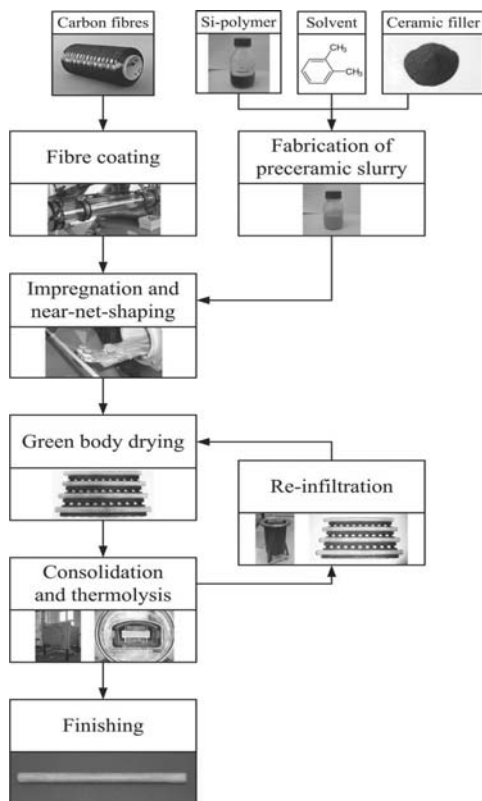 Carbon fibres
Si-polymer
Solvent
Ceramic filler
CH₃
CH₃
Fibre coating
Fabrication of
preceramic slurry
Impregnation and
near-net-shaping
Green body drying
Re-infiltration
Consolidation
and thermolysis
Finishing